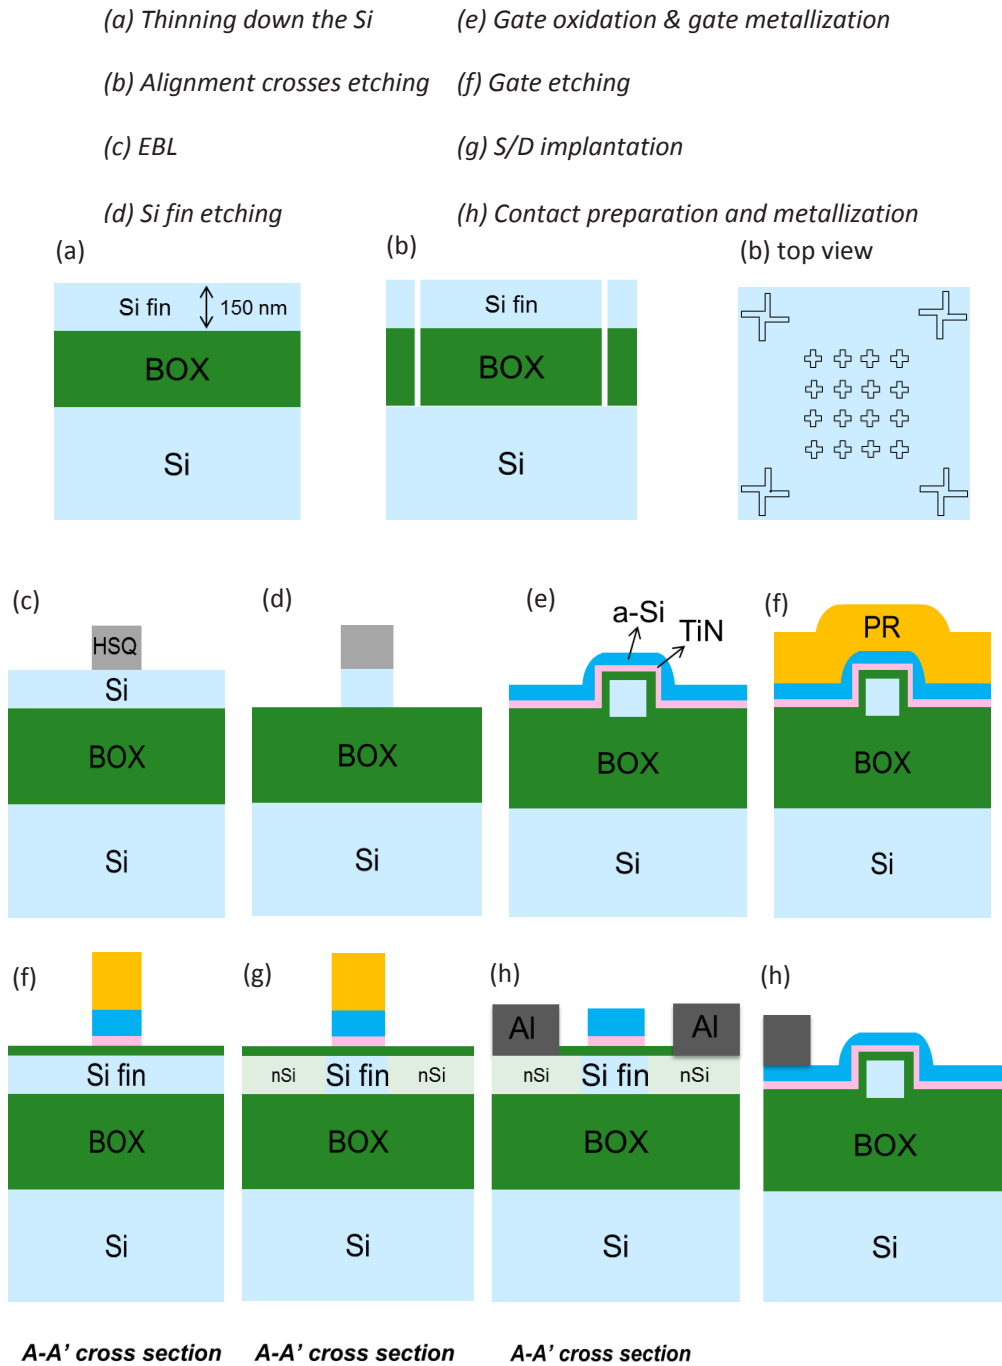 (a) Thinning down the Si
(e) Gate oxidation & gate metallization
(b) Alignment crosses etching
(f) Gate etching
(c) EBL
(g) S/D implantation
(d) Si fin etching
(h) Contact preparation and metallization
(a)
(b)
(b) top view
Si fin
150 nm
BOX
Si
Si fin
BOX
Si
(c)
(d)
(e)
(f)
HSQ
Si
BOX
Si
BOX
Si
a-Si
TiN
BOX
Si
PR
BOX
Si
(f)
(g)
(h)
(h)
Si fin
BOX
Si
nSi
Si fin
nSi
BOX
Si
Al
Al
nSi
Si fin
nSi
BOX
Si
BOX
Si
A-A' cross section
A-A' cross section
A-A' cross section